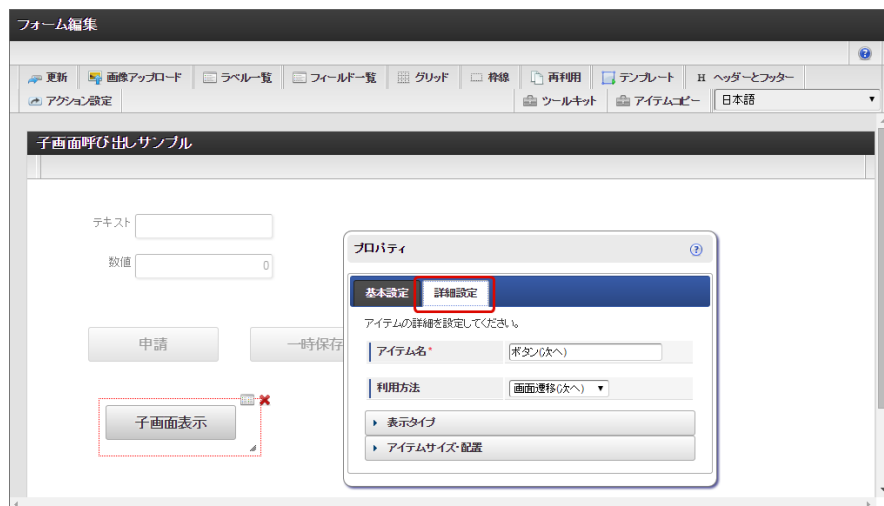 フォーム編集
更新 画像アップロード ラベル一覧 フィールド一覧 グリッド 枠線 再利用 テンプレート H ヘッダーとフッター
アクション設定 ツールキット アイテムコピー 日本語
子画面呼び出しサンプル
テキスト
数値 0
プロパティ
基本設定 詳細設定
アイテムの詳細を設定してください。
アイテム名* ボタン(次へ)
利用方法 画面遷移(次へ)
表示タイプ
アイテムサイズ・配置
申請 一時保存
子画面表示